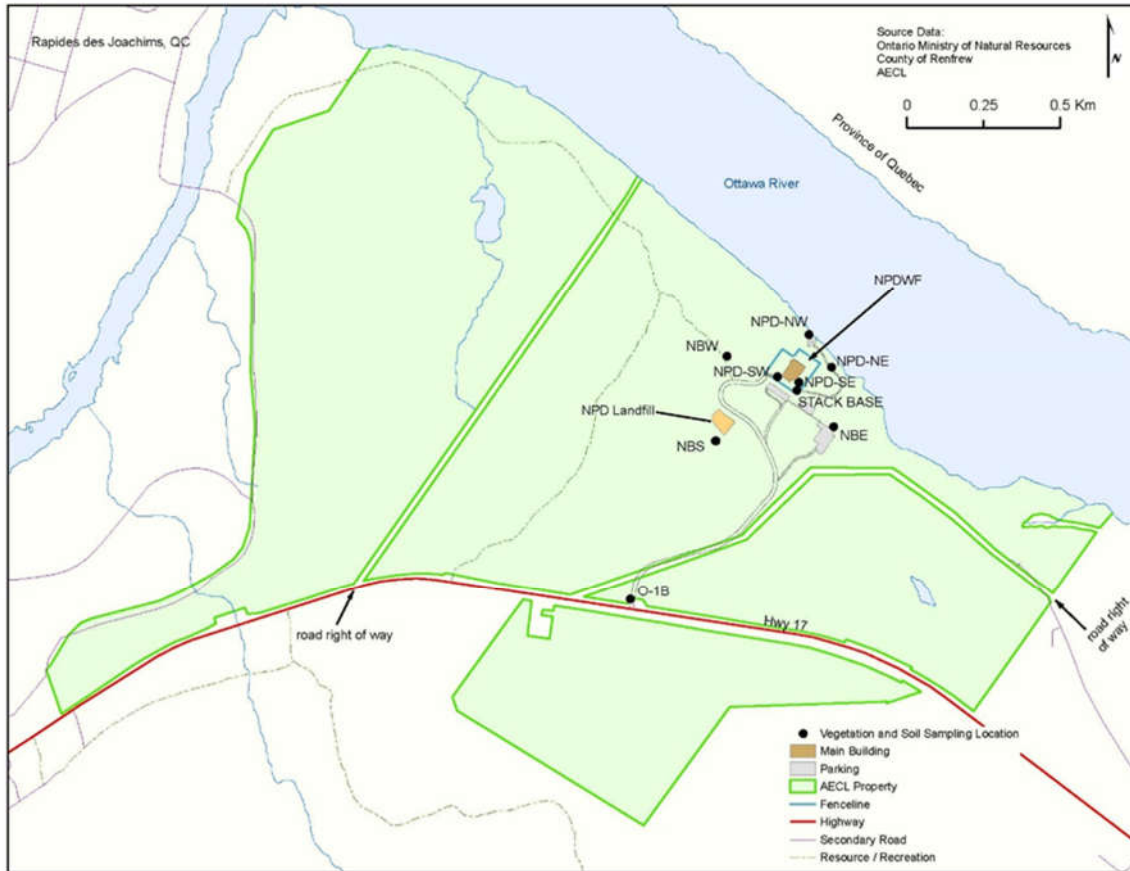 Rapides des Joachims, QC
Source Data:
Ontario Ministry of Natural Resources
County of Renfrew
AECL
N
0 0.25 0.5 Km
Province of Quebec
Ottawa River
NPDWF
NPD-NW
NBW
NPD-NE
NPD-SW
NPD-SE
STACK BASE
NPD Landfill
NBE
NBS
O-1B
road right of way
Hwy 17
road right
of way
Vegetation and Soil Sampling Location
Main Building
Parking
AECL Property
Fenceline
Highway
Secondary Road
Resource / Recreation